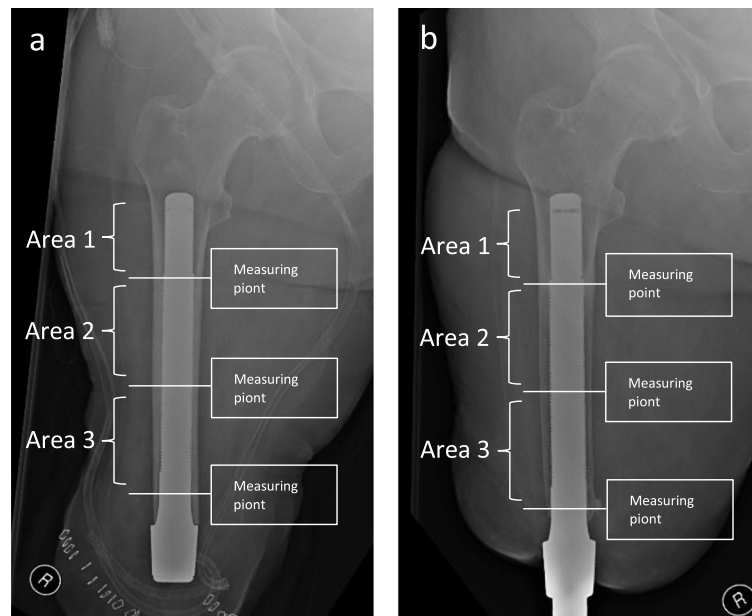 a
Area 1
Measuring
piont
Area 2
Measuring
piont
Area 3
Measuring
piont
R
b
Area 1
Measuring
point
Area 2
Measuring
piont
Area 3
Measuring
piont
R